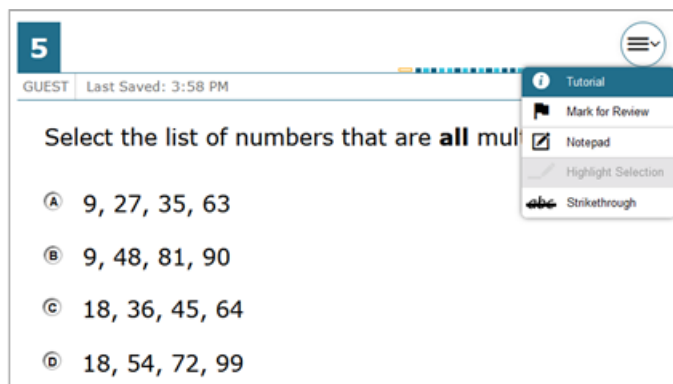 5
GUEST Last Saved: 3:58 PM
Tutorial
Mark for Review
Notepad
Highlight Selection
abc Strikethrough
Select the list of numbers that are all
A 9, 27, 35, 63
B 9, 48, 81, 90
C 18, 36, 45, 64
D 18, 54, 72, 99